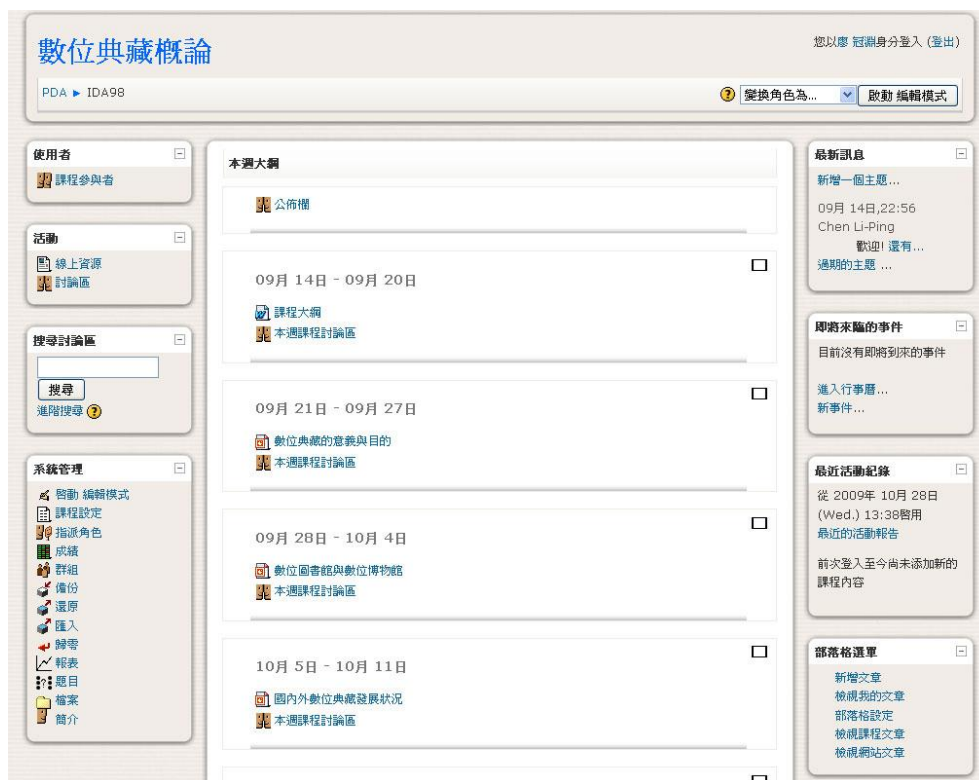 數位典藏概論
您以廖 冠淵身分登入 (登出)
PDA ► IDA98
變換角色為...
啟動 編輯模式
使用者
課程參與者
活動
線上資源
討論區
搜尋討論區
搜尋
進階搜尋
系統管理
啓動 編輯模式
課程設定
指派角色
成績
群組
備份
還原
匯入
歸零
報表
題目
檔案
簡介
本週大綱
公佈欄
09月 14日 - 09月 20日
課程大綱
本週課程討論區
09月 21日 - 09月 27日
數位典藏的意義與目的
本週課程討論區
09月 28日 - 10月 4日
數位圖書館與數位博物館
本週課程討論區
10月 5日 - 10月 11日
國內外數位典藏發展狀況
本週課程討論區
最新訊息
新增一個主題...
09月 14日,22:56
Chen Li-Ping
歡迎! 還有...
過期的主題 ...
即將來臨的事件
目前沒有即將到來的事件
進入行事曆...
新事件...
最近活動紀錄
從 2009年 10月 28日
(Wed.) 13:38啓用
最近的活動報告
前次登入至今尚未添加新的
課程內容
部落格選單
新增文章
檢視我的文章
部落格設定
檢視課程文章
檢視網站文章